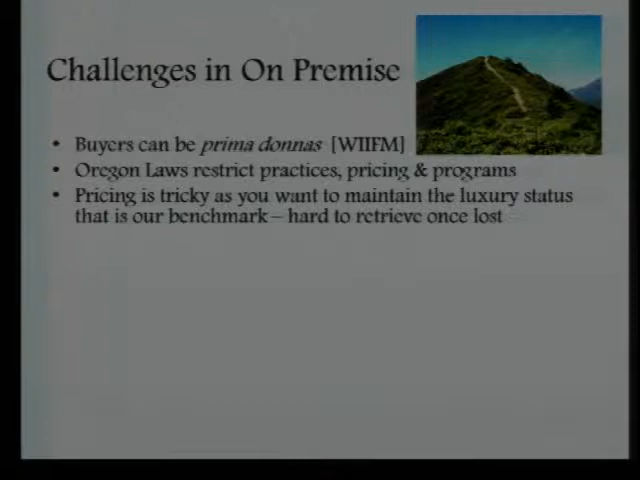 Challenges in On Premise
• Buyers can be prima donnas [WIIFM]
• Oregon Laws restrict practices, pricing & programs
• Pricing is tricky as you want to maintain the luxury status
that is our benchmark – hard to retrieve once lost